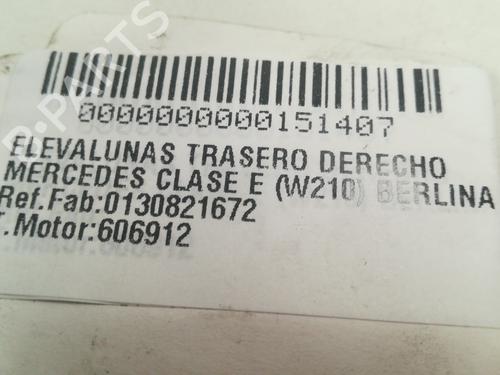 0000000000151407
ELEVALUNAS TRASERO DERECHO
MERCEDES CLASE E (W210) BERLINA
Ref.Fab:0130821672
T.Motor:606912
B-PARTS